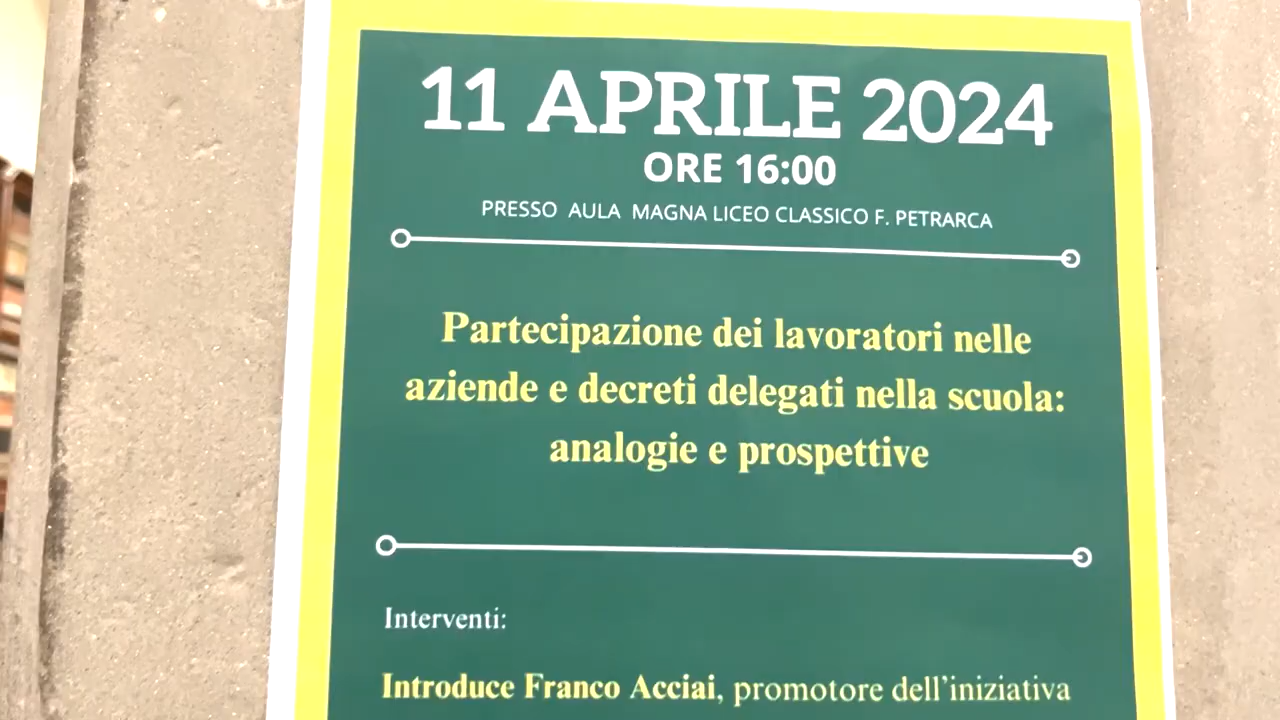 11 APRILE 2024
ORE 16:00
PRESSO AULA MAGNA LICEO CLASSICO F. PETRARCA
Partecipazione dei lavoratori nelle
aziende e decreti delegati nella scuola:
analogie e prospettive
Interventi:
Introduce Franco Acciai, promotore dell'iniziativa